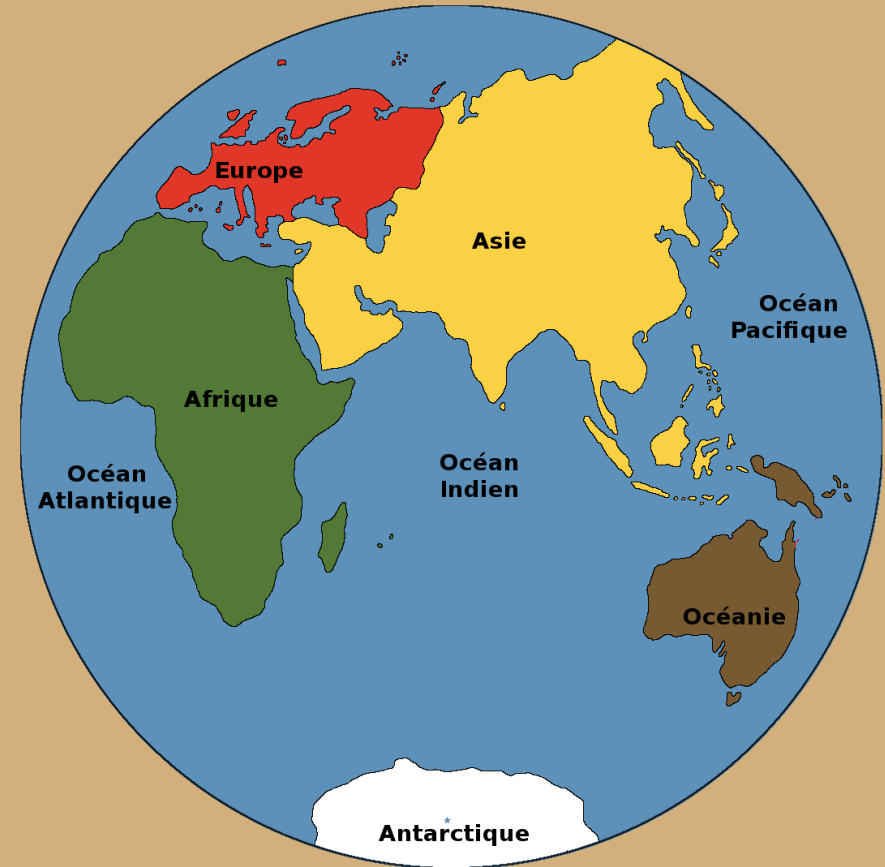 Europe
Asie
Océan
Pacifique
Afrique
Océan
Atlantique
Océan
Indien
Océanie
Antarctique